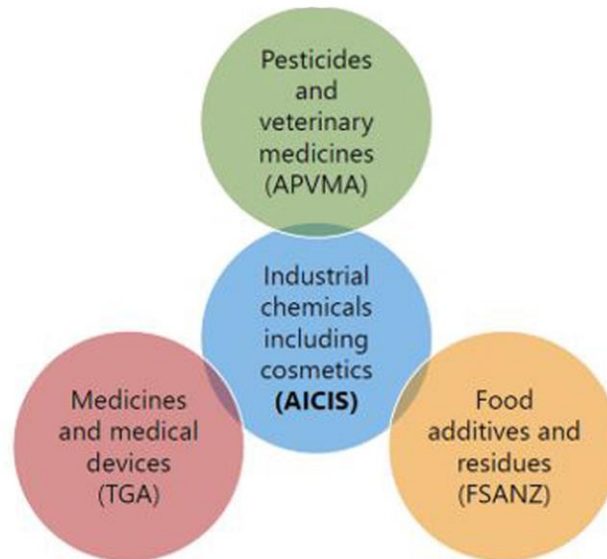 Pesticides
and
veterinary
medicines
(APVMA)
Industrial
chemicals
including
cosmetics
(AICIS)
Medicines
and medical
devices
(TGA)
Food
additives and
residues
(FSANZ)